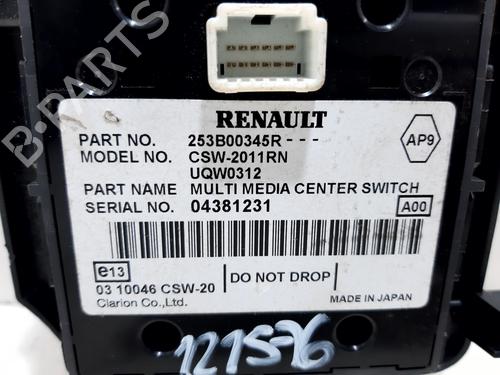 B-PARTS
RENAULT
PART NO. 253B00345R---
MODEL NO. CSW-2011RN
UQW0312
AP9
PART NAME MULTI MEDIA CENTER SWITCH
SERIAL NO. 04381231
A00
e13
DO NOT DROP
03 10046 CSW-20
Clarion Co.,Ltd.
MADE IN JAPAN
1215-76